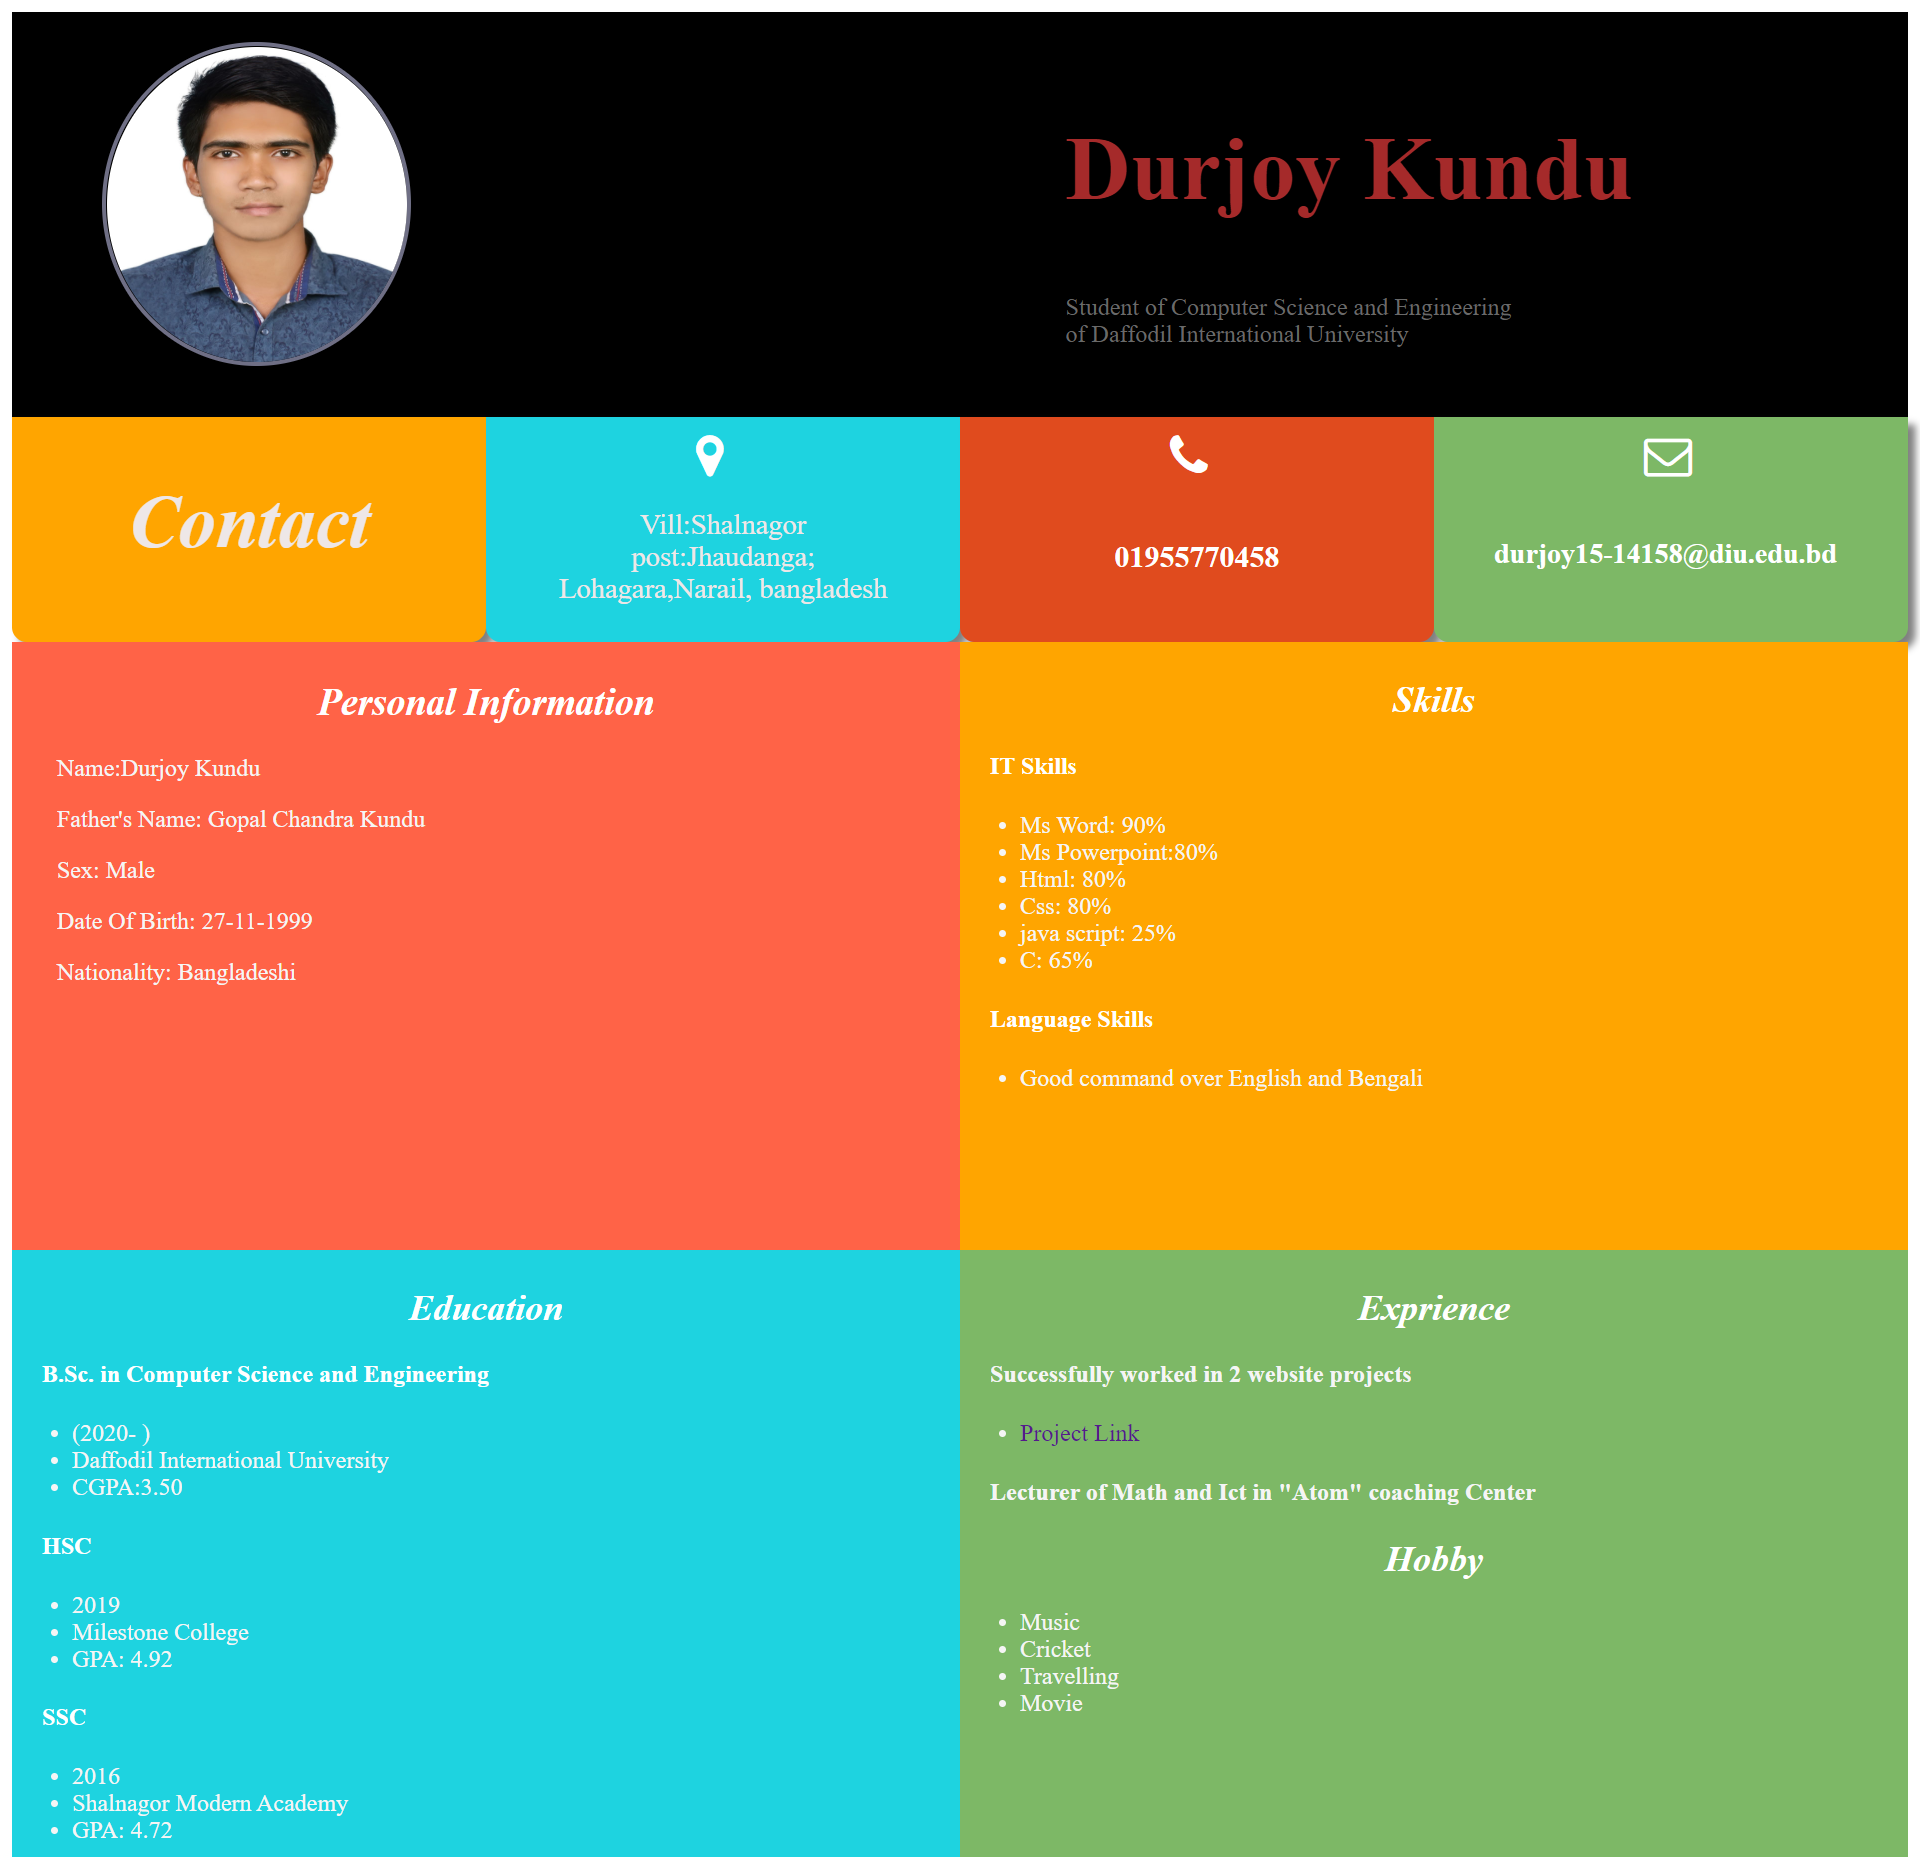 Durjoy Kundu
Student of Computer Science and Engineering
of Daffodil International University
Contact
Vill:Shalnagor
post:Jhaudanga;
Lohagara,Narail, bangladesh
01955770458
durjoy15-14158@diu.edu.bd
Personal Information
Name:Durjoy Kundu
Father's Name: Gopal Chandra Kundu
Sex: Male
Date Of Birth: 27-11-1999
Nationality: Bangladeshi
Skills
IT Skills
• Ms Word: 90%
• Ms Powerpoint:80%
• Html: 80%
• Css: 80%
• java script: 25%
• C: 65%
Language Skills
• Good command over English and Bengali
Education
B.Sc. in Computer Science and Engineering
• (2020- )
• Daffodil International University
• CGPA:3.50
HSC
• 2019
• Milestone College
• GPA: 4.92
SSC
• 2016
• Shalnagor Modern Academy
• GPA: 4.72
Exprience
Successfully worked in 2 website projects
• Project Link
Lecturer of Math and Ict in "Atom" coaching Center
Hobby
• Music
• Cricket
• Travelling
• Movie